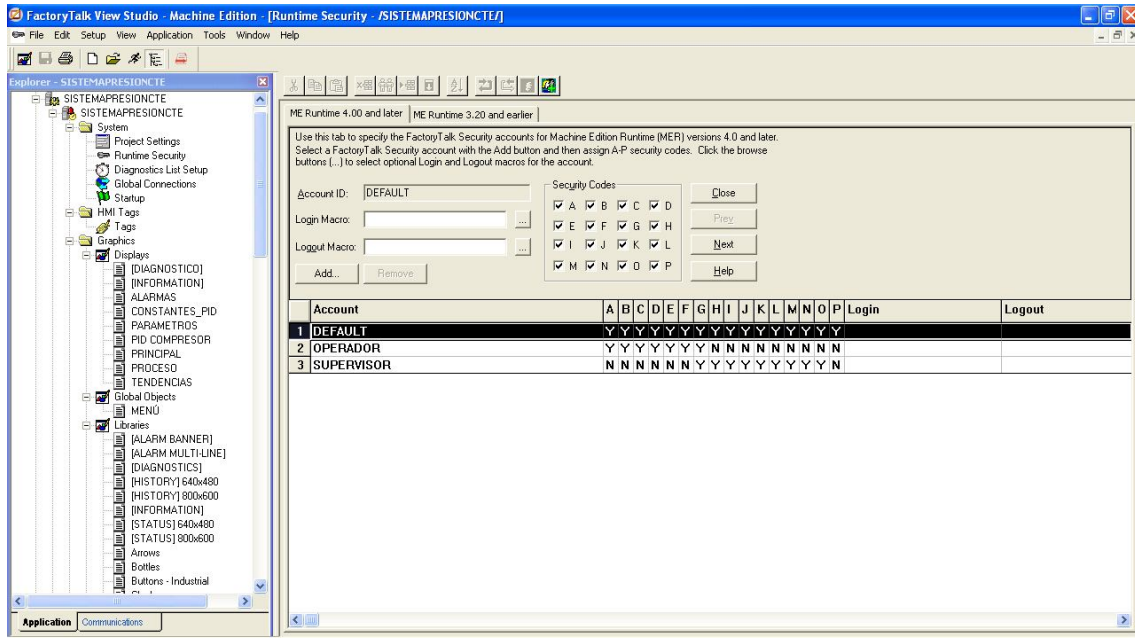 FactoryTalk View Studio - Machine Edition - [Runtime Security - /SISTEMAPRESIONCTE/]
File Edit Setup View Application Tools Window Help
Explorer - SISTEMAPRESIONCTE
SISTEMAPRESIONCTE
SISTEMAPRESIONCTE
System
Project Settings
Runtime Security
Diagnostics List Setup
Global Connections
Startup
HMI Tags
Tags
Graphics
Displays
[DIAGNOSTICO]
[INFORMATION]
ALARMAS
CONSTANTES_PID
PARAMETROS
PID COMPRESOR
PRINCIPAL
PROCESO
TENDENCIAS
Global Objects
MENÚ
Libraries
[ALARM BANNER]
[ALARM MULTI-LINE]
[DIAGNOSTICS]
[HISTORY] 640x480
[HISTORY] 800x600
[INFORMATION]
[STATUS] 640x480
[STATUS] 800x600
Arrows
Bottles
Buttons - Industrial
Application Communications
ME Runtime 4.00 and later ME Runtime 3.20 and earlier
Use this tab to specify the FactoryTalk Security accounts for Machine Edition Runtime (MER) versions 4.0 and later.
Select a FactoryTalk Security account with the Add button and then assign A-P security codes. Click the browse
buttons (...) to select optional Login and Logout macros for the account.
Account ID: DEFAULT
Login Macro: ...
Logout Macro: ...
Add... Remove
Security Codes
A B C D
E F G H
I J K L
M N O P
Close
Prev
Next
Help
Account A B C D E F G H I J K L M N O P Login Logout
1 DEFAULT Y Y Y Y Y Y Y Y Y Y Y Y Y Y Y Y
2 OPERADOR Y Y Y Y Y Y Y N N N N N N N N N
3 SUPERVISOR N N N N N N Y Y Y Y Y Y Y Y Y N